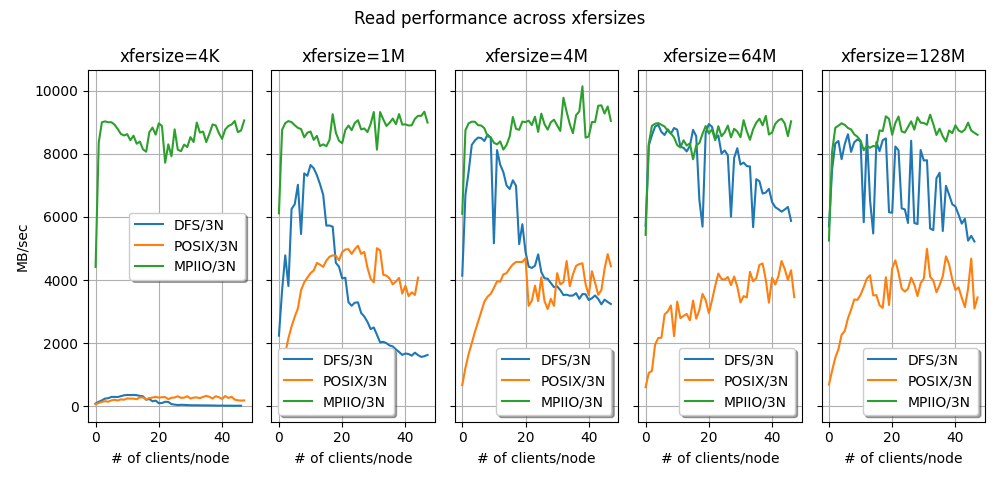 Read performance across xfersizes
xfersize=4K
xfersize=1M
xfersize=4M
xfersize=64M
xfersize=128M
MB/sec
10000
8000
6000
4000
2000
0
DFS/3N
POSIX/3N
MPIIO/3N
DFS/3N
POSIX/3N
MPIIO/3N
DFS/3N
POSIX/3N
MPIIO/3N
DFS/3N
POSIX/3N
MPIIO/3N
DFS/3N
POSIX/3N
MPIIO/3N
0 20 40
0 20 40
0 20 40
0 20 40
0 20 40
# of clients/node
# of clients/node
# of clients/node
# of clients/node
# of clients/node